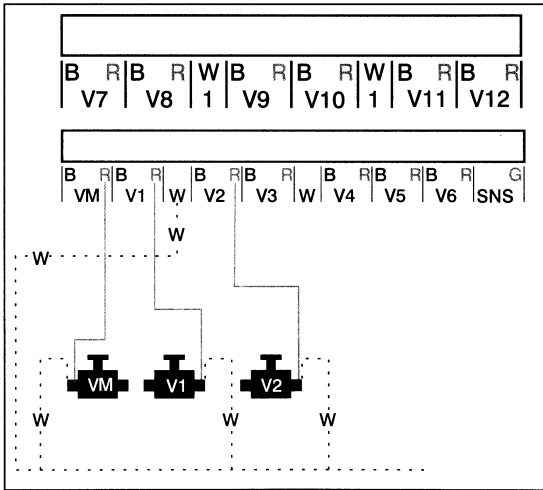 B R B R W B R B R W B R B R
V7 V8 1 V9 V10 1 V11 V12
B R B R W B R B R W B R B R B R G
VM V1 V2 V3 V4 V5 V6 SNS
W
W
VM V1 V2
W W W